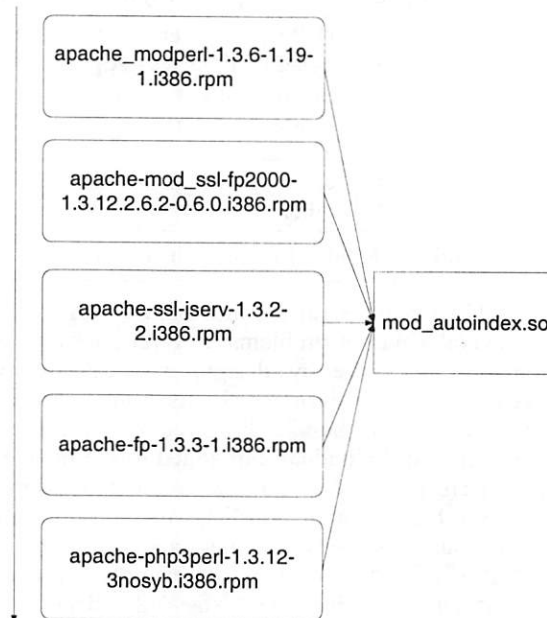 apache_modperl-1.3.6-1.19-
1.i386.rpm
apache-mod_ssl-fp2000-
1.3.12.2.6.2-0.6.0.i386.rpm
apache-ssl-jserv-1.3.2-
2.i386.rpm
mod_autoindex.so
apache-fp-1.3.3-1.i386.rpm
apache-php3perl-1.3.12-
3nosyb.i386.rpm